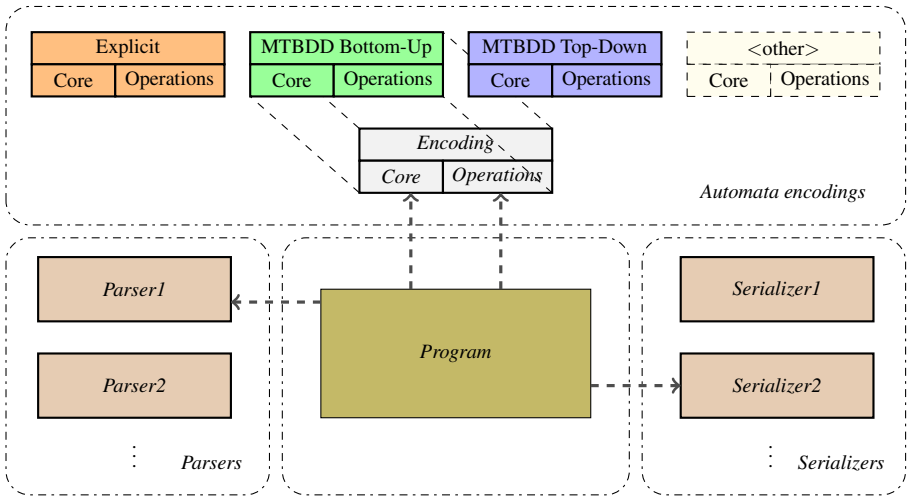 Explicit
MTBDD Bottom-Up
MTBDD Top-Down
<other>
Core
Operations
Core
Operations
Core
Operations
Core
Operations
Encoding
Core
Operations
Automata encodings
Parser1
Serializer1
Program
Parser2
Serializer2
Parsers
Serializers